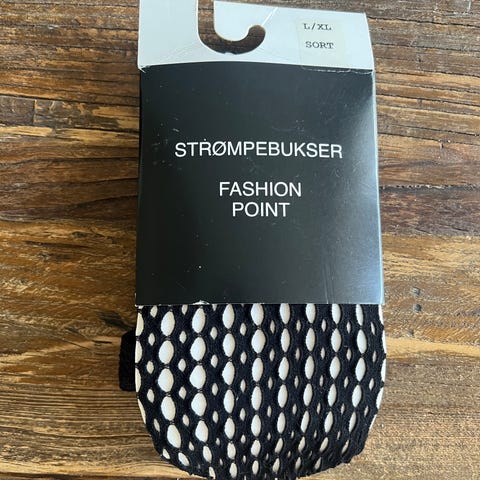 L/XL
SORT
STRØMPEBUKSER
FASHION
POINT